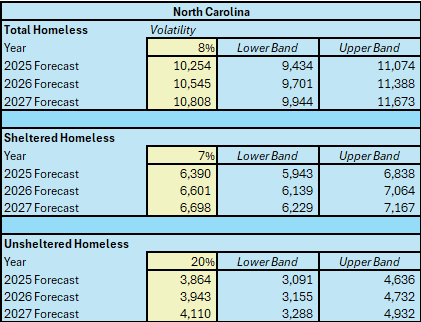 North Carolina
Total Homeless Volatility
Year 8% Lower Band Upper Band
2025 Forecast 10,254 9,434 11,074
2026 Forecast 10,545 9,701 11,388
2027 Forecast 10,808 9,944 11,673
Sheltered Homeless
Year 7% Lower Band Upper Band
2025 Forecast 6,390 5,943 6,838
2026 Forecast 6,601 6,139 7,064
2027 Forecast 6,698 6,229 7,167
Unsheltered Homeless
Year 20% Lower Band Upper Band
2025 Forecast 3,864 3,091 4,636
2026 Forecast 3,943 3,155 4,732
2027 Forecast 4,110 3,288 4,932